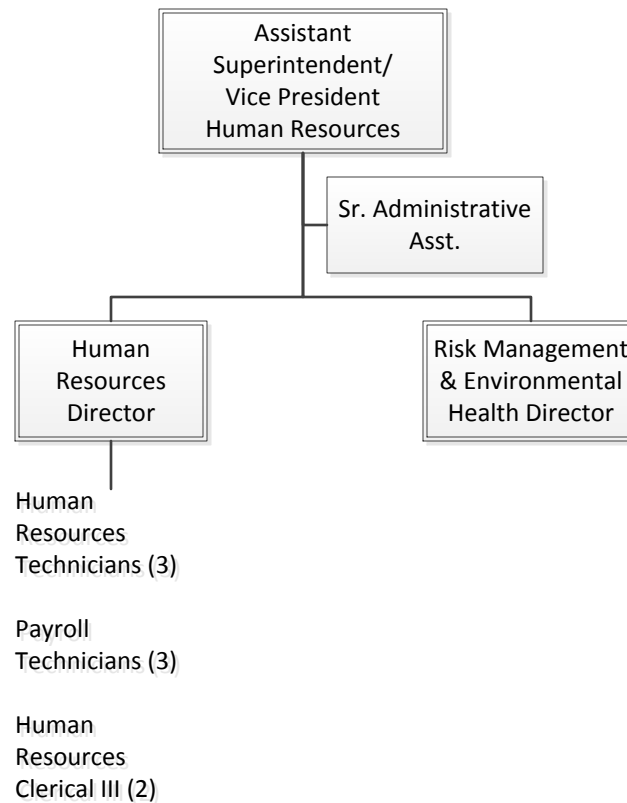 Assistant
Superintendent/
Vice President
Human Resources
Sr. Administrative
Asst.
Human
Resources
Director
Risk Management
& Environmental
Health Director
Human
Resources
Technicians (3)
Payroll
Technicians (3)
Human
Resources
Clerical III (2)